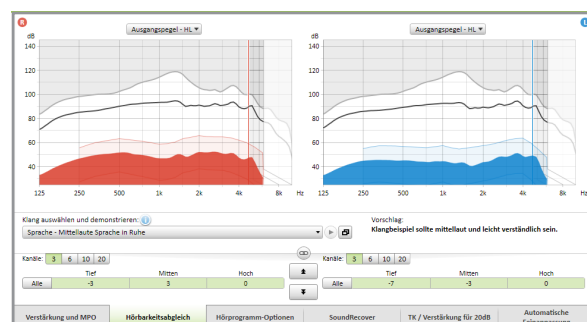 R
L
dB
Ausgangspegel - HL
dB
Ausgangspegel - HL
140
120
100
80
60
40
125 250 500 1k 2k 4k 8k Hz
140
120
100
80
60
40
125 250 500 1k 2k 4k 8k Hz
Klang auswählen und demonstrieren:
Vorschlag:
Sprache - Mittellaute Sprache in Ruhe
Klangbeispiel sollte mittellaut und leicht verständlich sein.
Kanäle: 3 6 10 20
Kanäle: 3 6 10 20
Tief Mitten Hoch
Tief Mitten Hoch
Alle -3 3 0
Alle -7 -3 0
Verstärkung und MPO
Hörbarkeitsabgleich
Hörprogramm-Optionen
SoundRecover
TK / Verstärkung für 20dB
Automatische